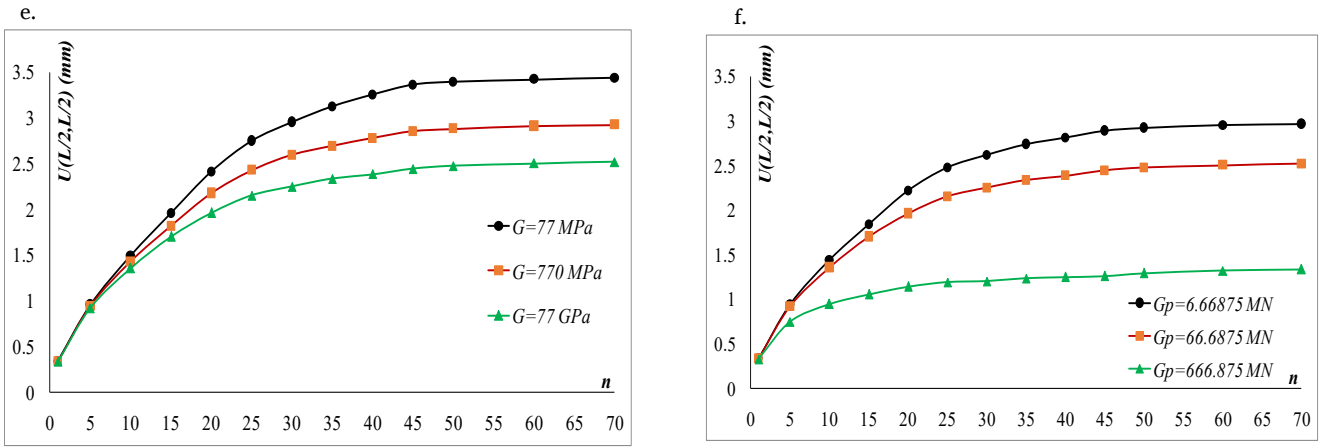 e.
U(L/2,L/2) (mm)
3.5
3
2.5
2
1.5
1
0.5
0
G=77 MPa
G=770 MPa
G=77 GPa
n
0 5 10 15 20 25 30 35 40 45 50 55 60 65 70
f.
U(L/2,L/2) (mm)
3.5
3
2.5
2
1.5
1
0.5
0
Gp=6.66875 MN
Gp=66.6875 MN
Gp=666.875 MN
n
0 5 10 15 20 25 30 35 40 45 50 55 60 65 70